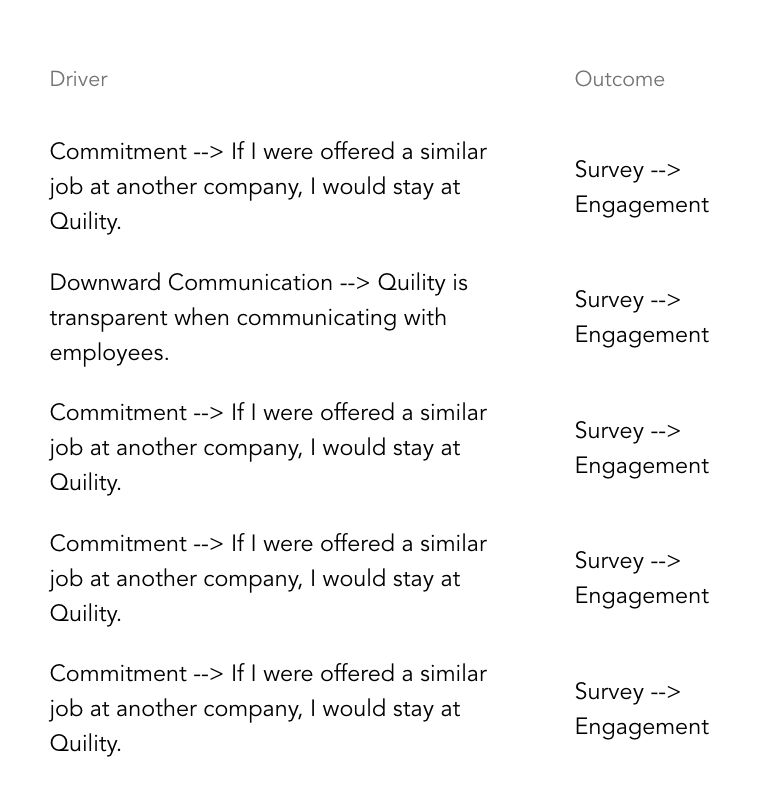 Driver
Outcome
Commitment --> If I were offered a similar
job at another company, I would stay at
Quility.
Survey -->
Engagement
Downward Communication --> Quility is
transparent when communicating with
employees.
Survey -->
Engagement
Commitment --> If I were offered a similar
job at another company, I would stay at
Quility.
Survey -->
Engagement
Commitment --> If I were offered a similar
job at another company, I would stay at
Quility.
Survey -->
Engagement
Commitment --> If I were offered a similar
job at another company, I would stay at
Quility.
Survey -->
Engagement